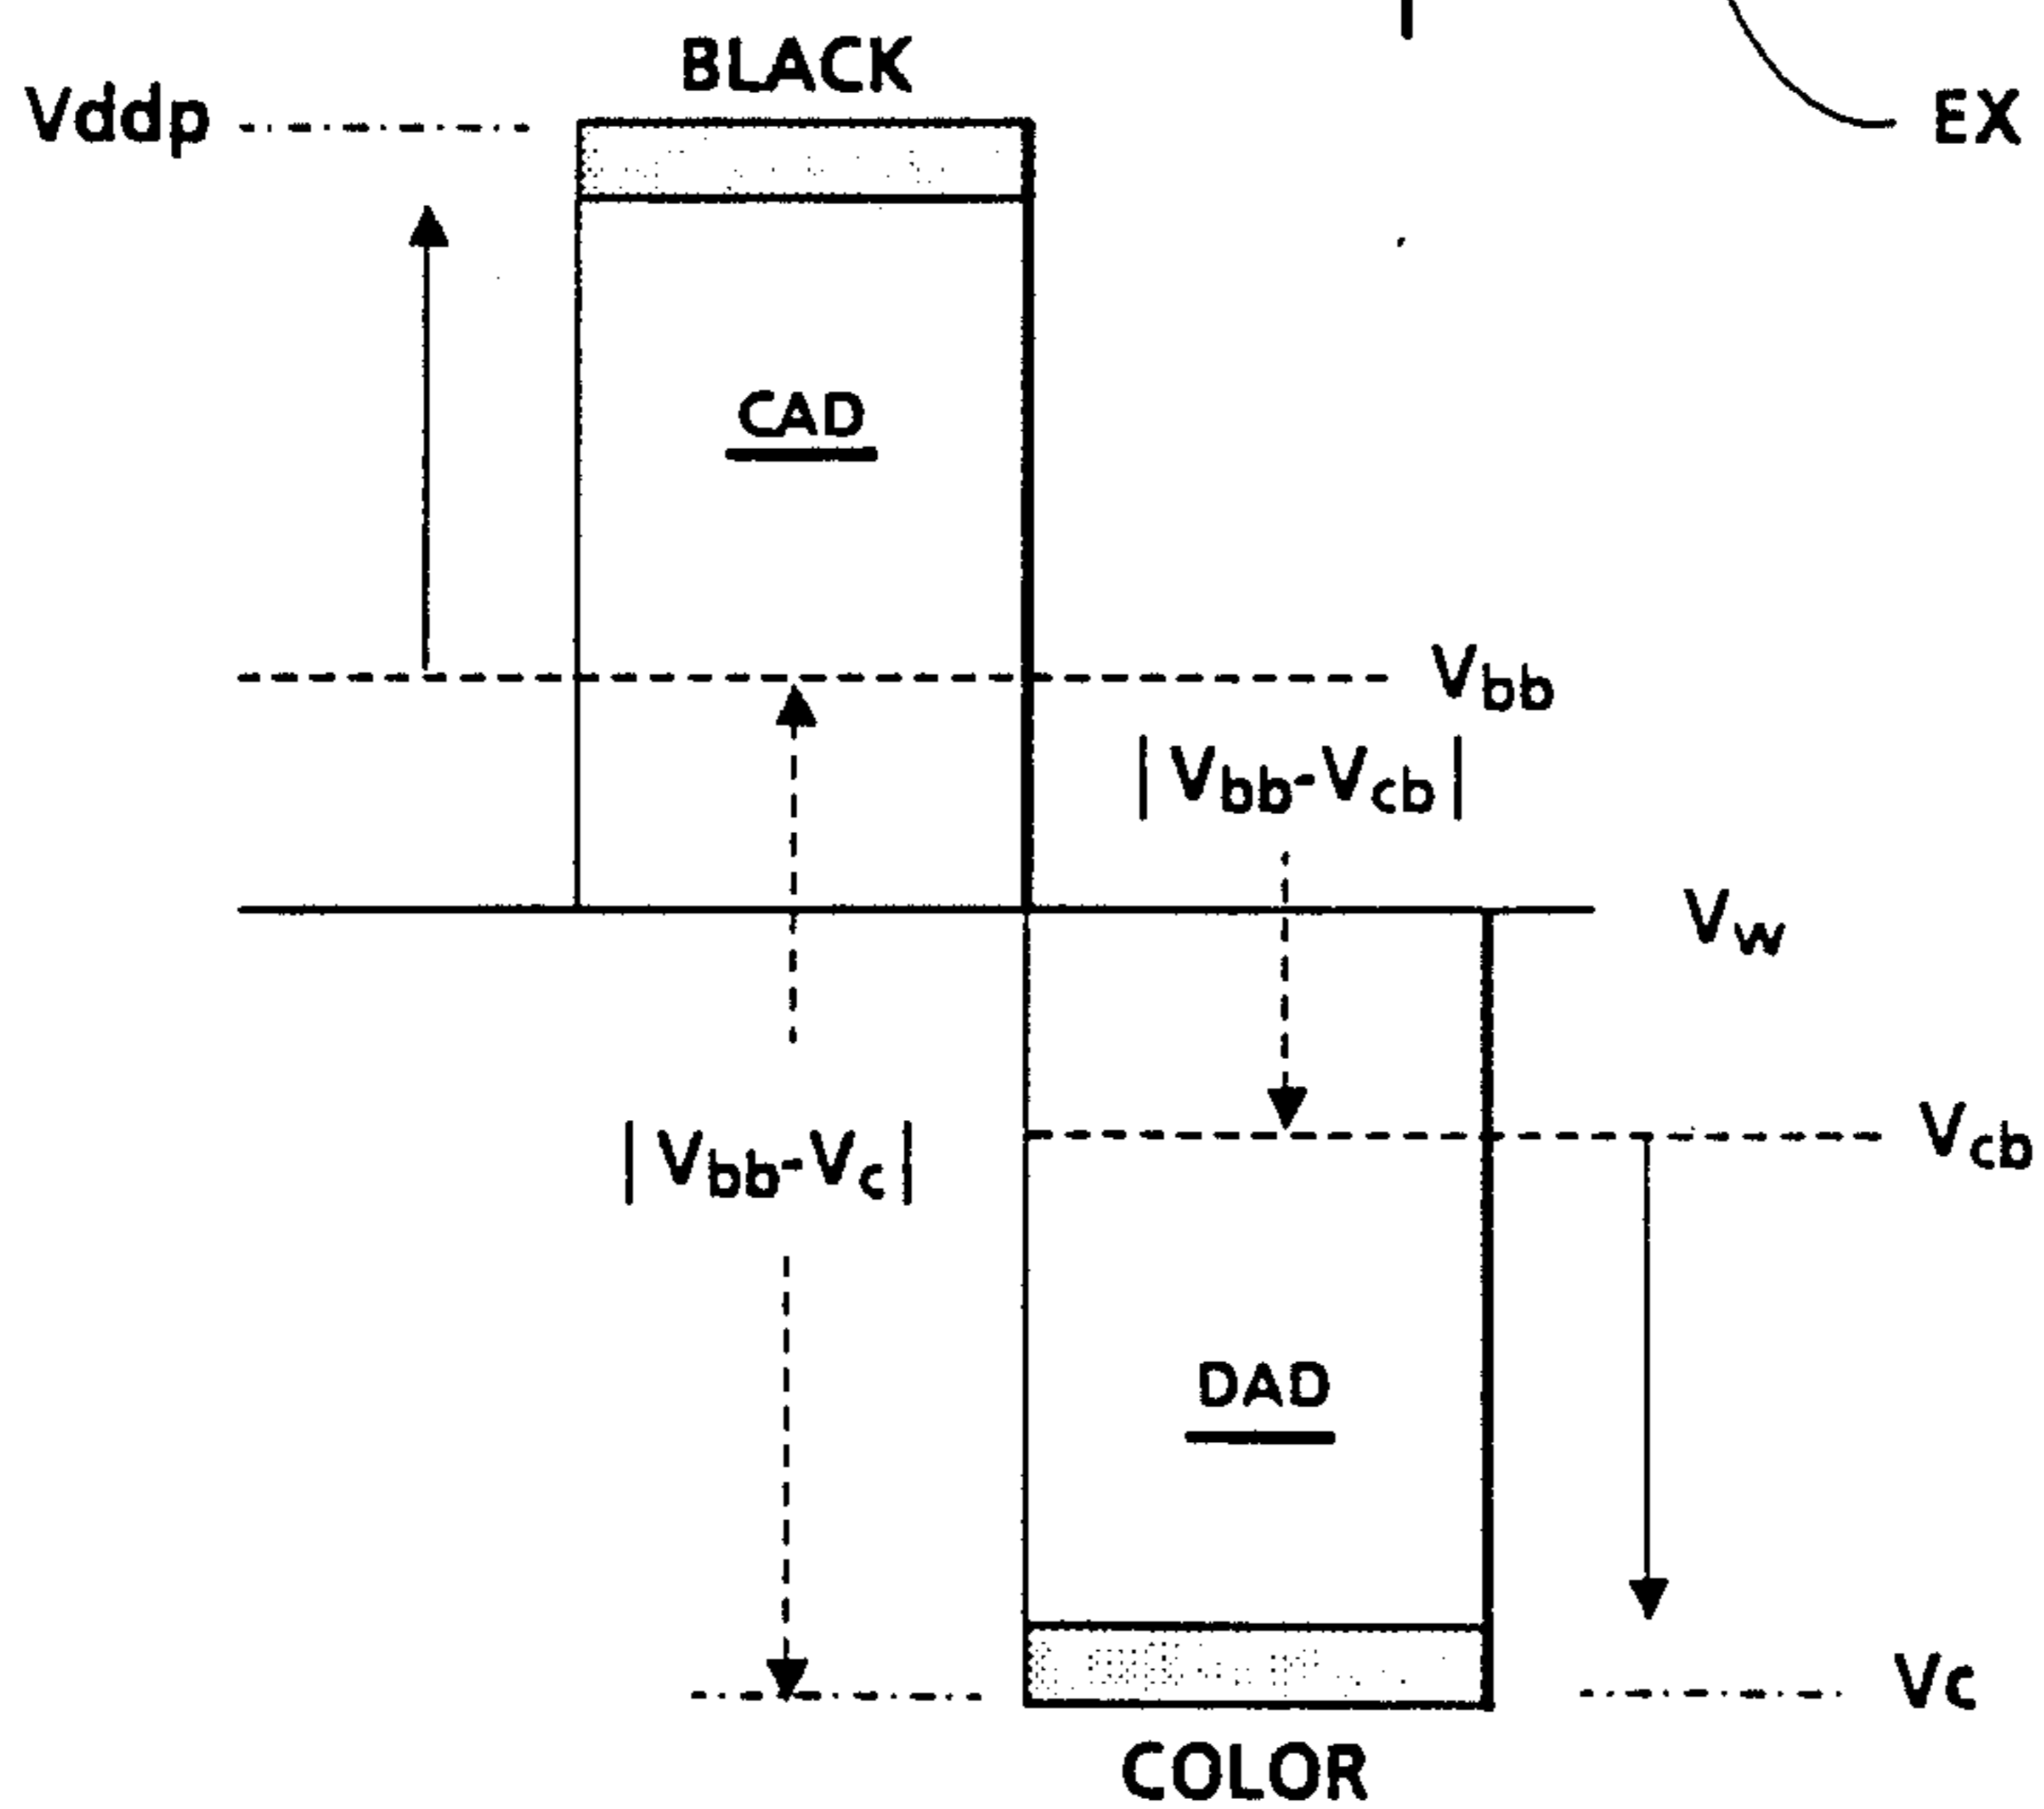 BLACK
Vddp
EX
CAD
Vbb
|Vbb-Vcb|
Vw
Vcb
|Vbb-Vc|
DAD
Vc
COLOR